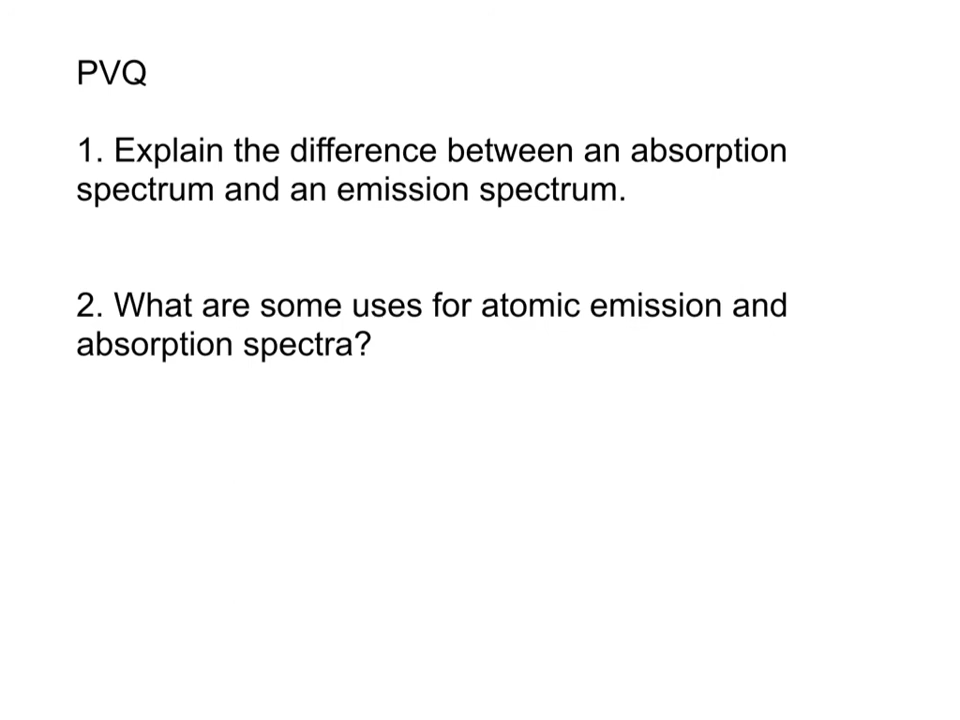 PVQ
1. Explain the difference between an absorption
spectrum and an emission spectrum.
2. What are some uses for atomic emission and
absorption spectra?